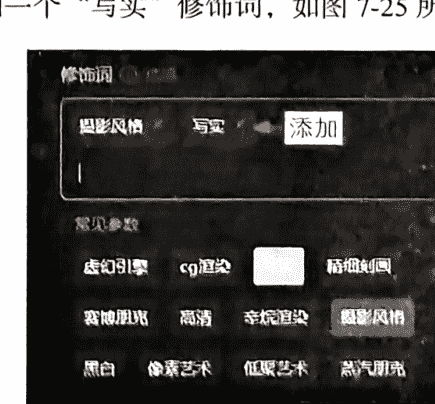 一个“写实”修饰词，如图 7-25 所
修饰词
摄影风格 写实 添加
常见参数
虚幻引擎 cg渲染 精细刻画
赛博朋克 高清 辛烷渲染 摄影风格
黑白 像素艺术 低聚艺术 蒸汽朋克